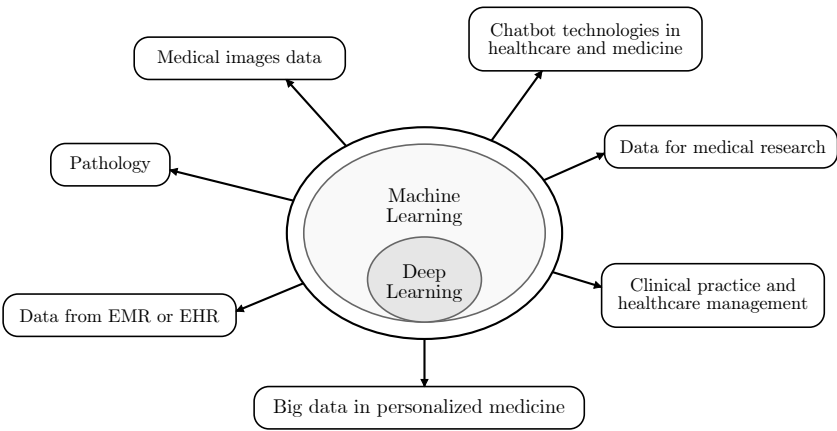 Chatbot technologies in
healthcare and medicine
Medical images data
Data for medical research
Pathology
Machine
Learning
Deep
Learning
Clinical practice and
healthcare management
Data from EMR or EHR
Big data in personalized medicine